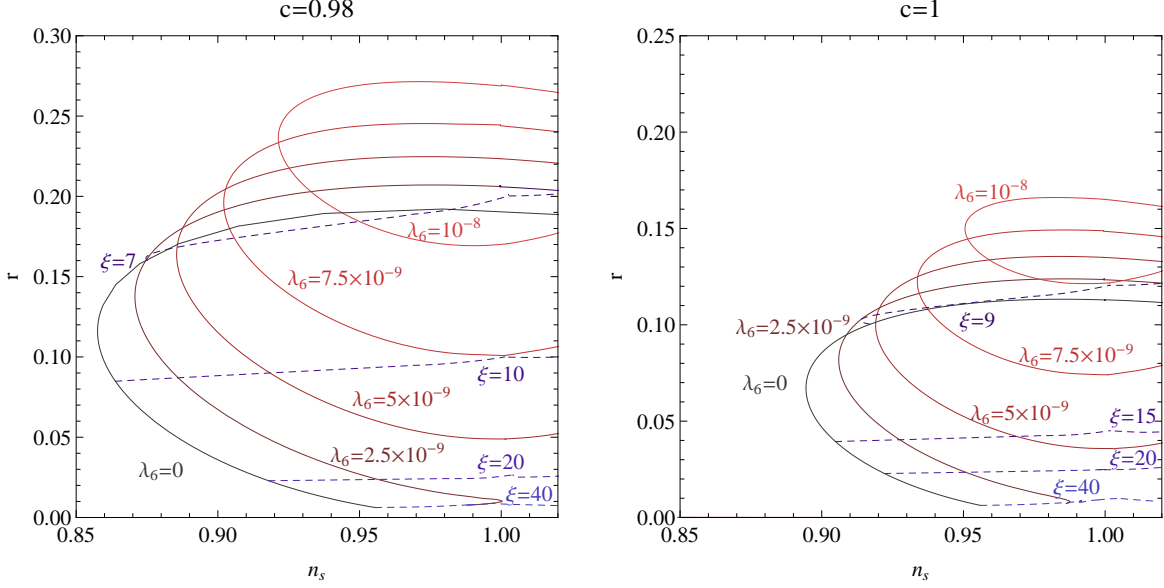 c=0.98
0.30
0.25
0.20
0.15
0.10
0.05
0.00
r
ξ=7
λ₆=10⁻⁸
λ₆=7.5×10⁻⁹
ξ=10
λ₆=5×10⁻⁹
λ₆=2.5×10⁻⁹
λ₆=0
ξ=20
ξ=40
0.85 0.90 0.95 1.00
nₛ
c=1
0.25
0.20
0.15
0.10
0.05
0.00
r
λ₆=10⁻⁸
λ₆=2.5×10⁻⁹
ξ=9
λ₆=7.5×10⁻⁹
λ₆=0
λ₆=5×10⁻⁹
ξ=15
ξ=20
ξ=40
0.85 0.90 0.95 1.00
nₛ